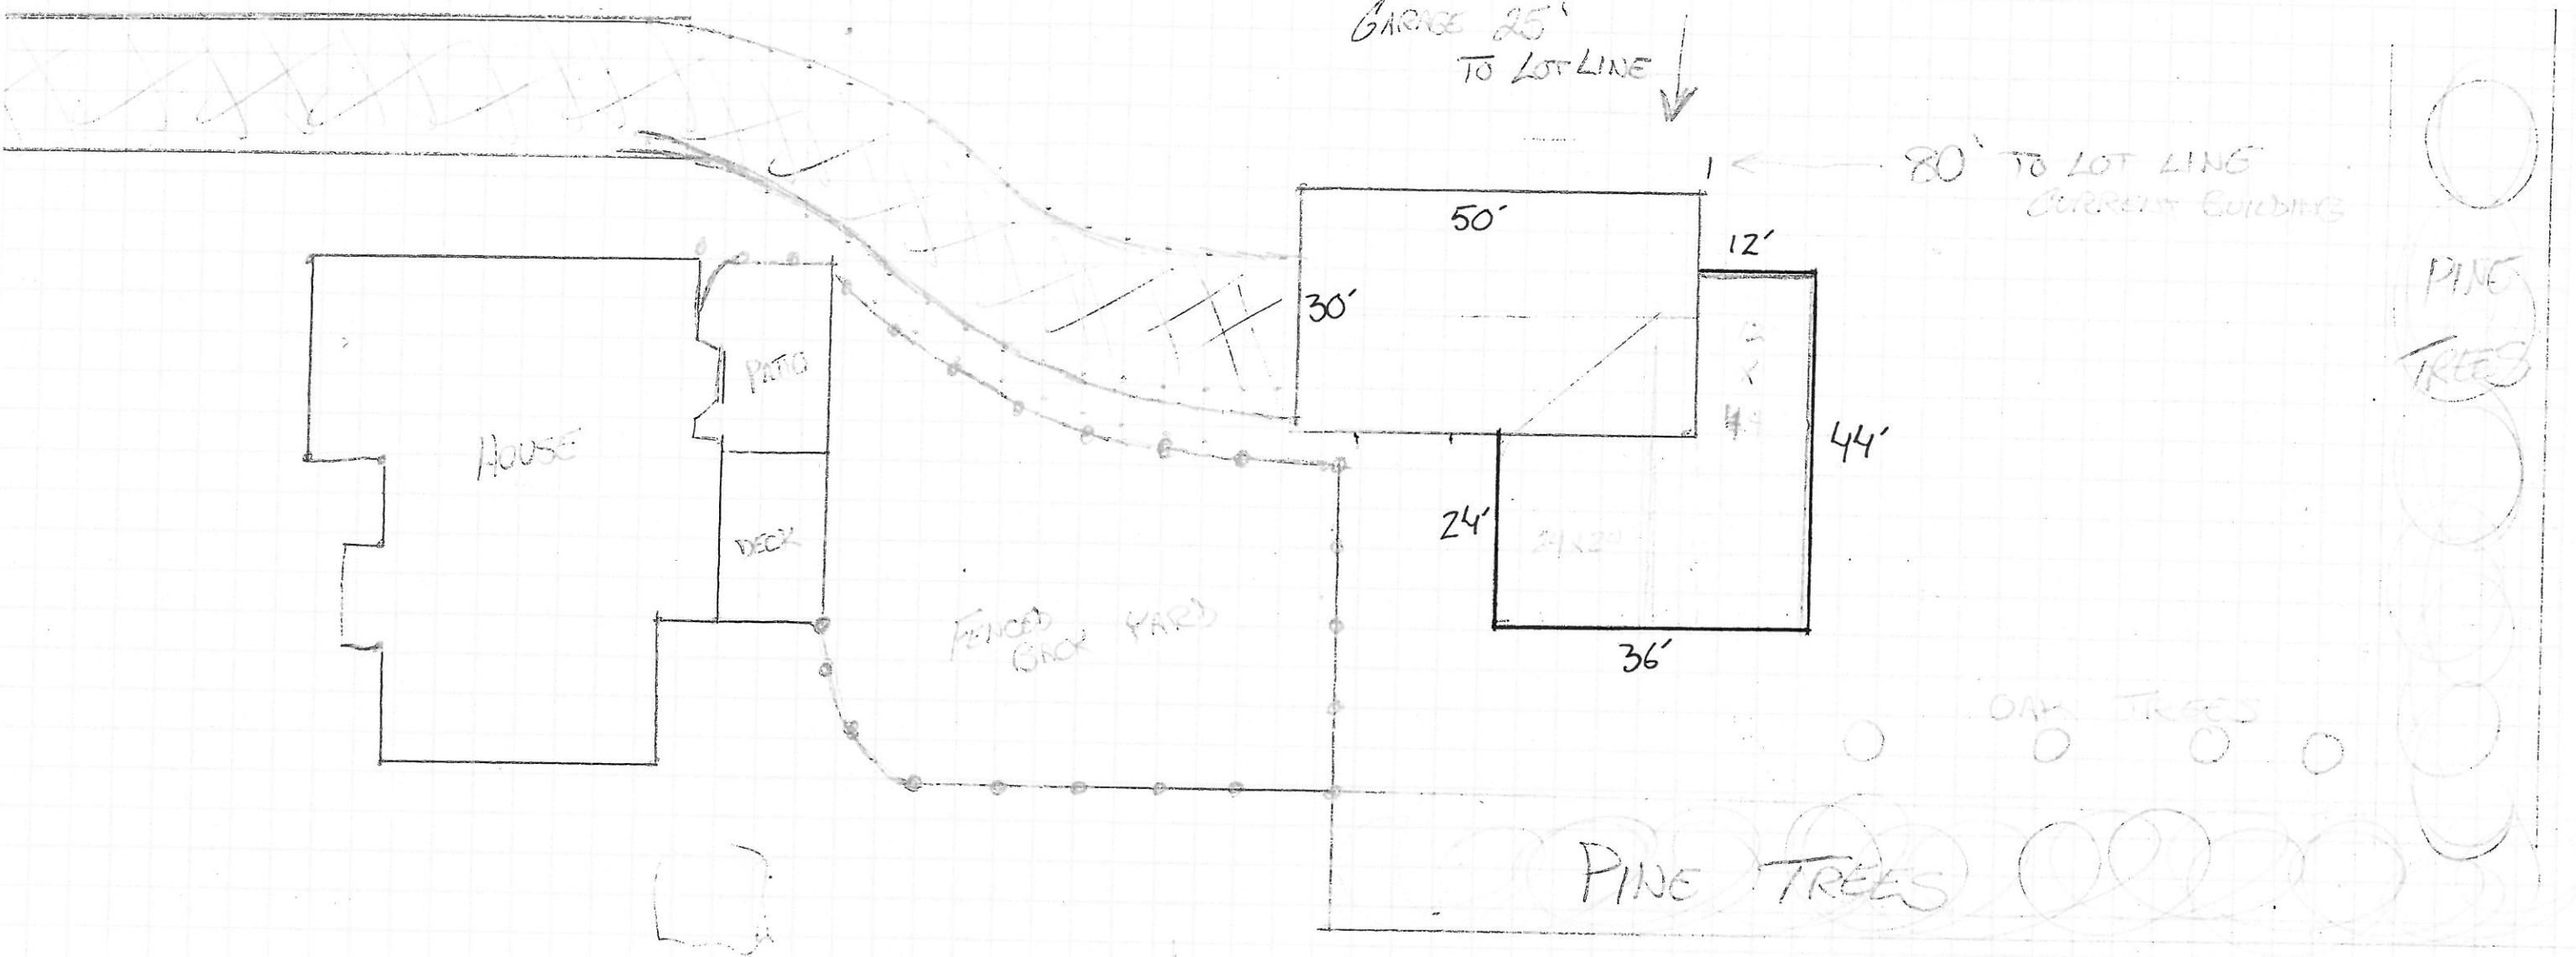 GARAGE 25'
TO LOT LINE
80' TO LOT LINE
CURRENT BUILDING
50'
12'
30'
PINE
TREES
PATIO
HOUSE
44'
DECK
24'
FENCED
BACK YARD
36'
OAK TREES
PINE TREES